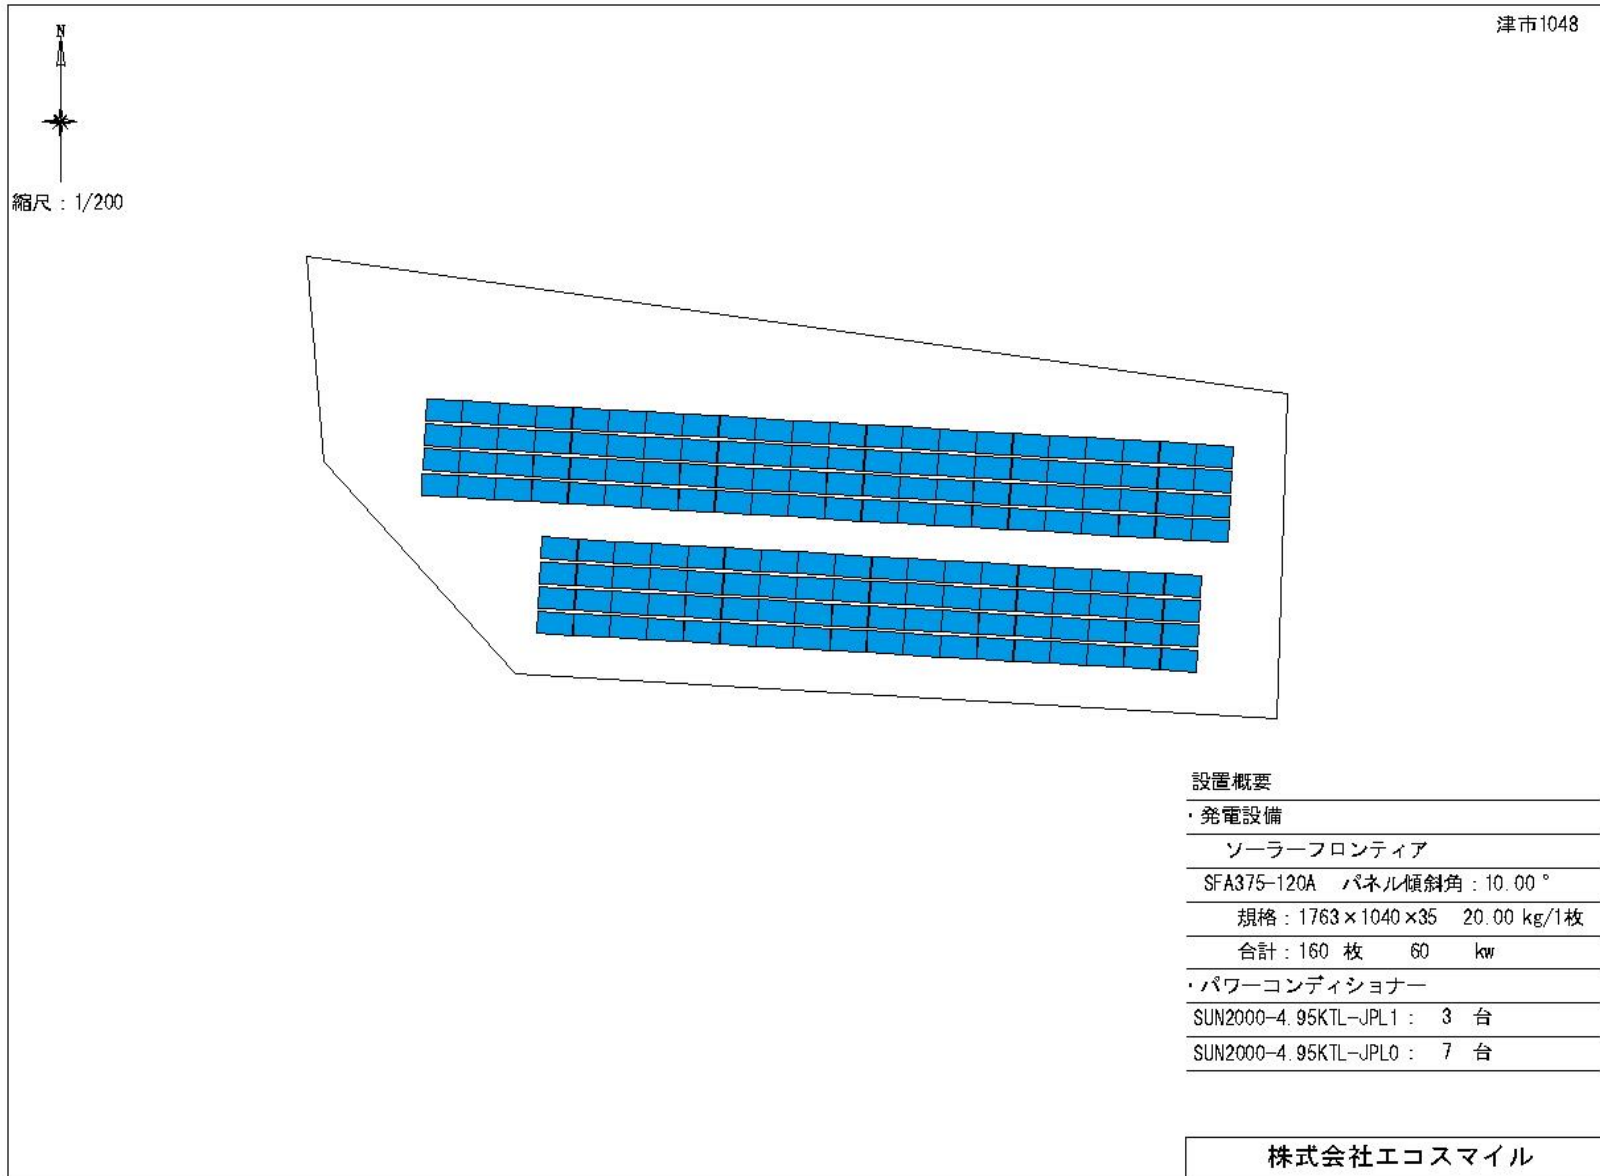 津市1048
N
縮尺：1/200
設置概要
・発電設備
ソーラーフロンティア
SFA375-120A パネル傾斜角：10.00°
規格：1763×1040×35 20.00 kg/1枚
合計：160 枚 60 kw
・パワーコンディショナー
SUN2000-4.95KTL-JPL1： 3 台
SUN2000-4.95KTL-JPL0： 7 台
株式会社エコスマイル